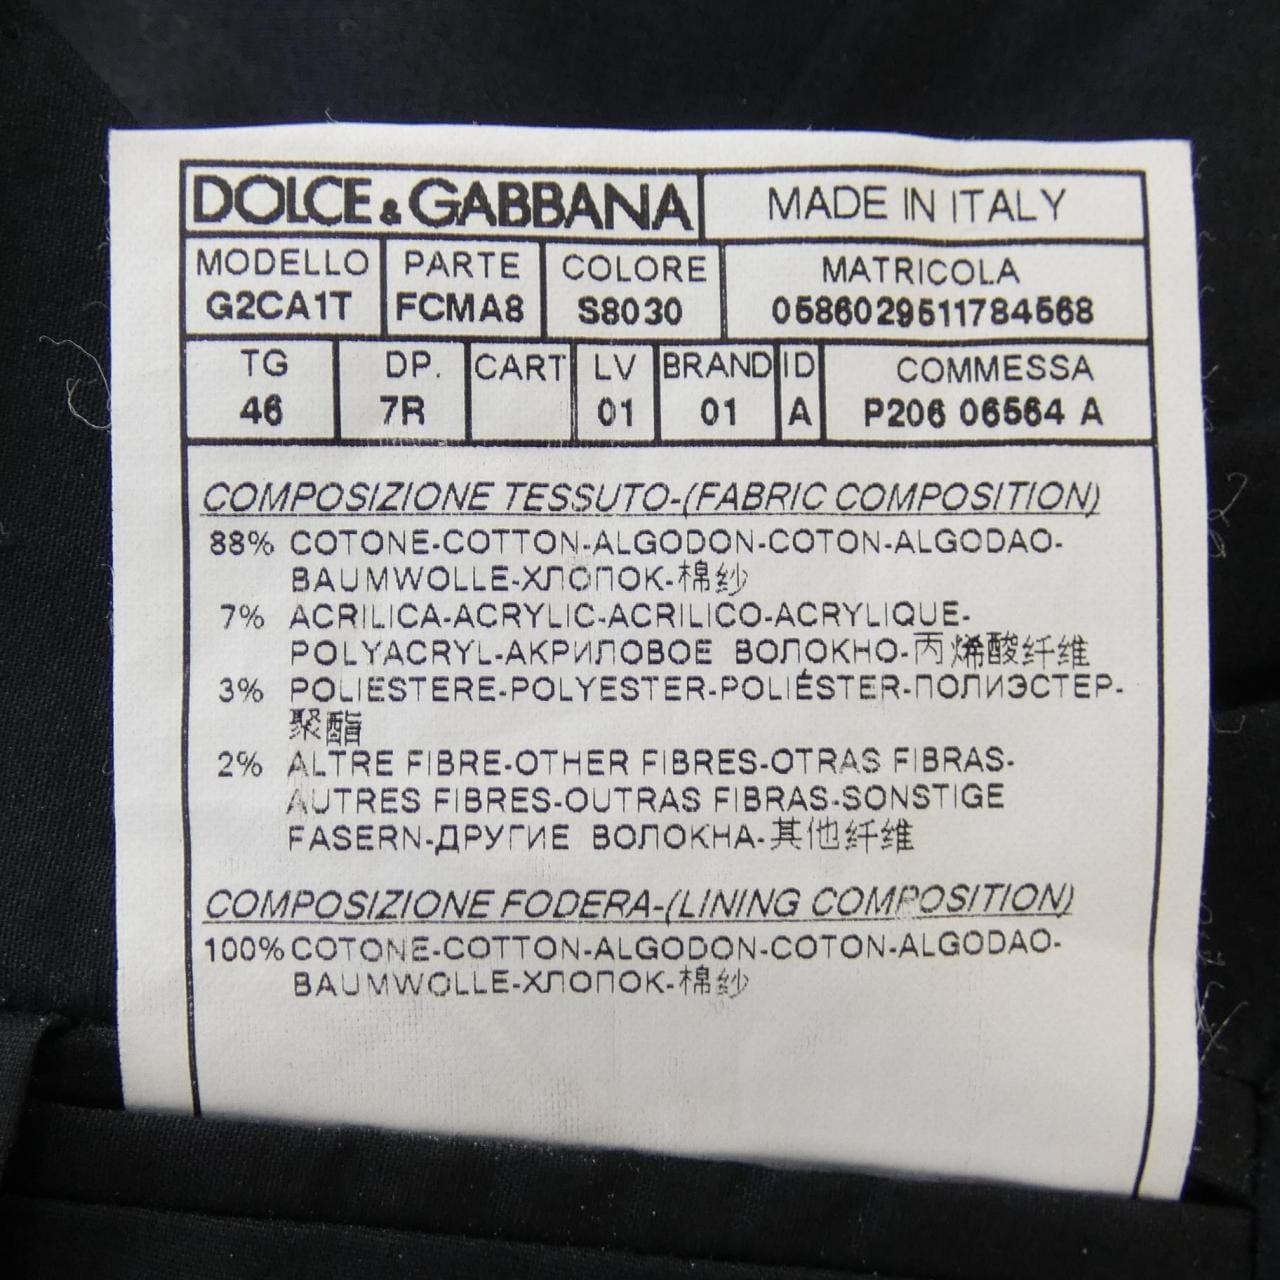 DOLCE & GABBANA MADE IN ITALY
MODELLO PARTE COLORE MATRICOLA
G2CA1T FCMA8 S8030 0586029511784568
TG DP. CART LV BRAND ID COMMESSA
46 7R 01 01 A P206 06564 A
COMPOSIZIONE TESSUTO-(FABRIC COMPOSITION)
88% COTONE-COTTON-ALGODON-COTON-ALGODAO-
BAUMWOLLE-ХЛОПОК-棉纱
7% ACRILICA-ACRYLIC-ACRILICO-ACRYLIQUE-
POLYACRYL-АКРИЛОВОЕ ВОЛОКНО-丙烯酸纤维
3% POLIESTERE-POLYESTER-POLIÉSTER-ПОЛИЭСТЕР-
聚酯
2% ALTRE FIBRE-OTHER FIBRES-OTRAS FIBRAS-
AUTRES FIBRES-OUTRAS FIBRAS-SONSTIGE
FASERN-ДРУГИЕ ВОЛОКНА-其他纤维
COMPOSIZIONE FODERA-(LINING COMPOSITION)
100% COTONE-COTTON-ALGODON-COTON-ALGODAO-
BAUMWOLLE-ХЛОПОК-棉纱